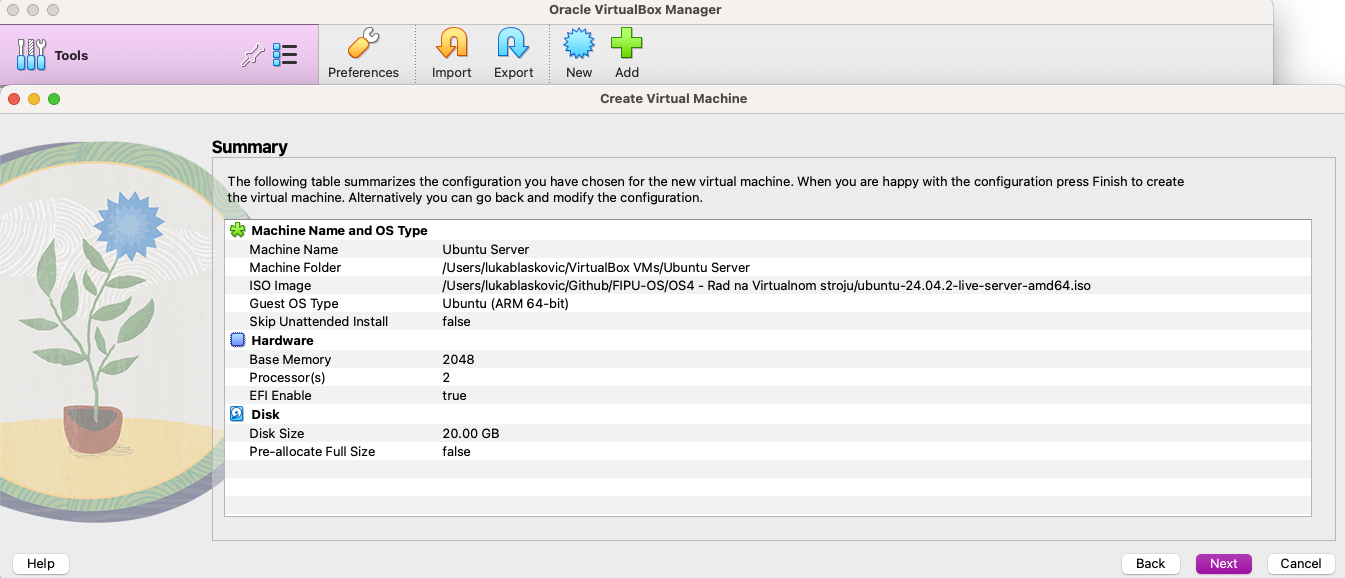 Oracle VirtualBox Manager
Tools
Preferences
Import
Export
New
Add
Create Virtual Machine
Summary
The following table summarizes the configuration you have chosen for the new virtual machine. When you are happy with the configuration press Finish to create
the virtual machine. Alternatively you can go back and modify the configuration.
Machine Name and OS Type
Machine Name Ubuntu Server
Machine Folder /Users/lukablaskovic/VirtualBox VMs/Ubuntu Server
ISO Image /Users/lukablaskovic/Github/FIPU-OS/OS4 - Rad na Virtualnom stroju/ubuntu-24.04.2-live-server-amd64.iso
Guest OS Type Ubuntu (ARM 64-bit)
Skip Unattended Install false
Hardware
Base Memory 2048
Processor(s) 2
EFI Enable true
Disk
Disk Size 20.00 GB
Pre-allocate Full Size false
Help
Back
Next
Cancel